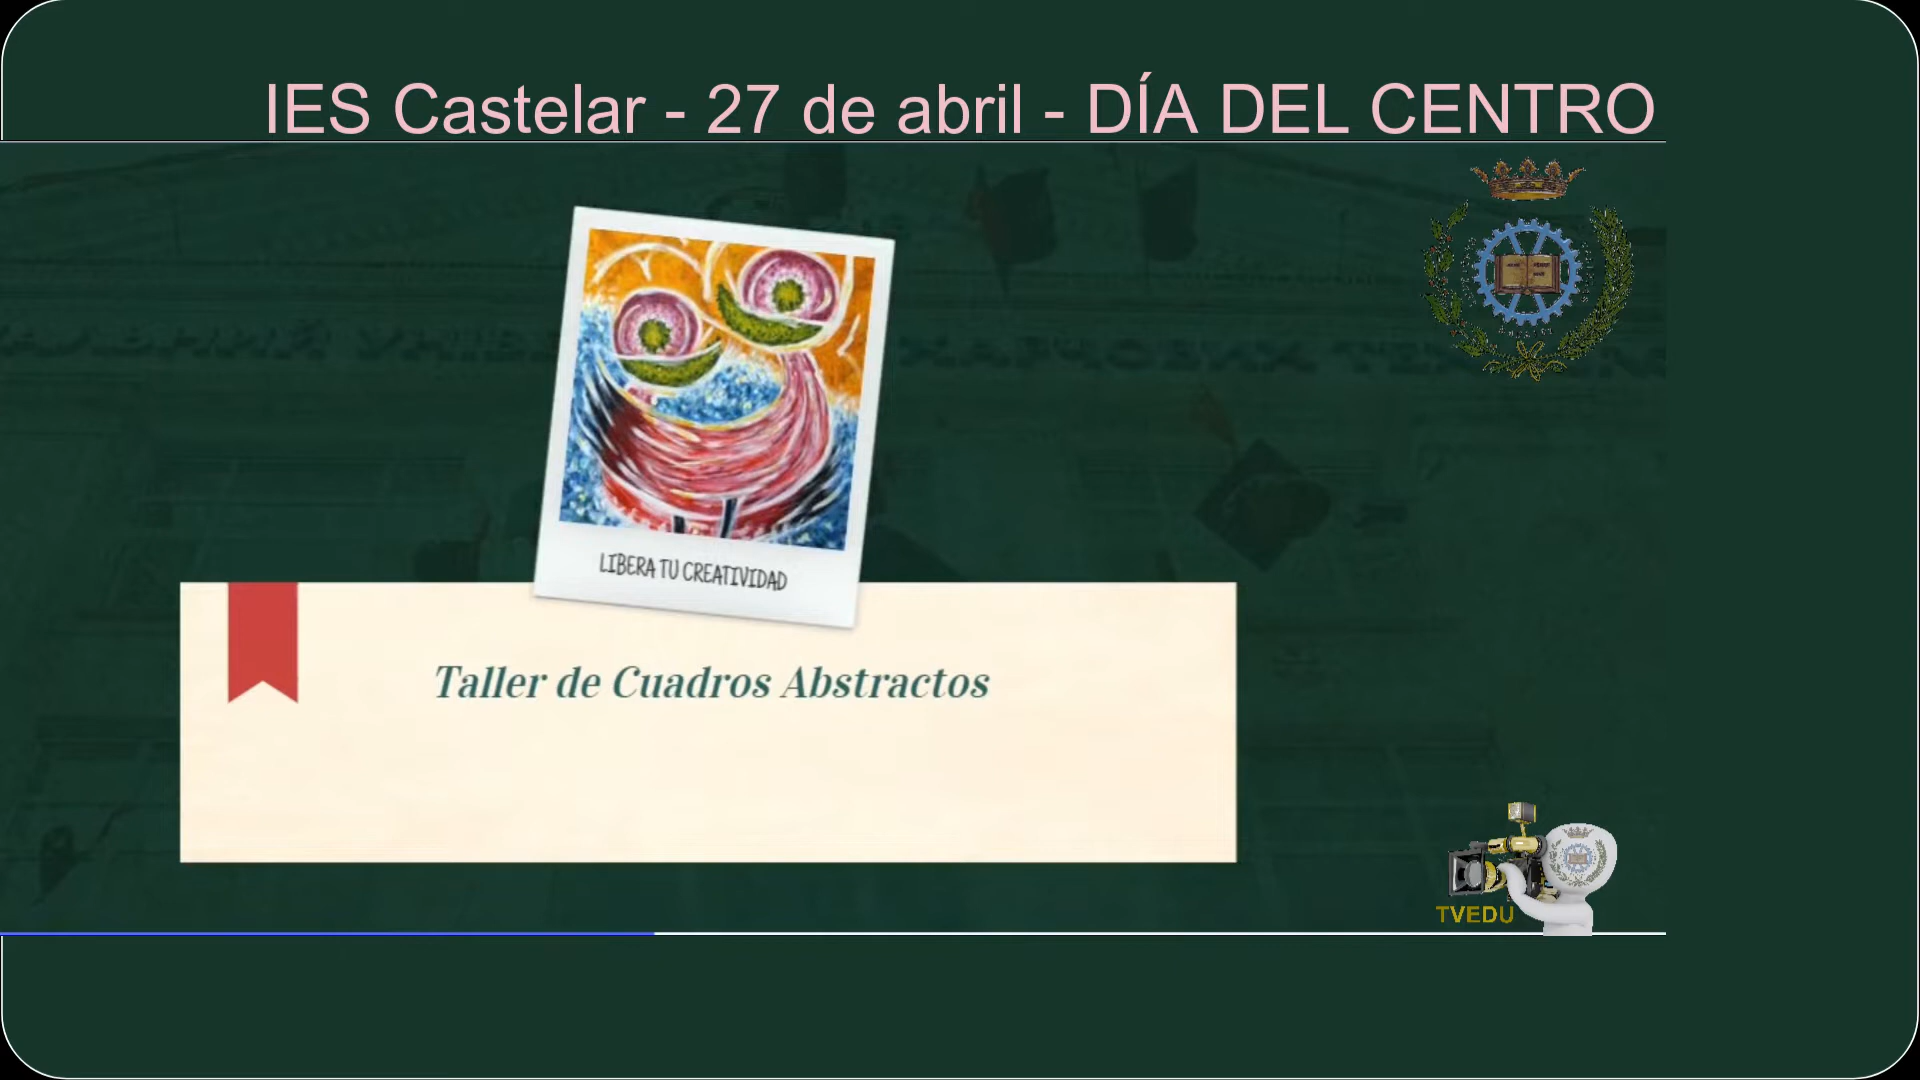 IES Castelar - 27 de abril - DÍA DEL CENTRO
LIBERA TU CREATIVIDAD
Taller de Cuadros Abstractos
TVEDU